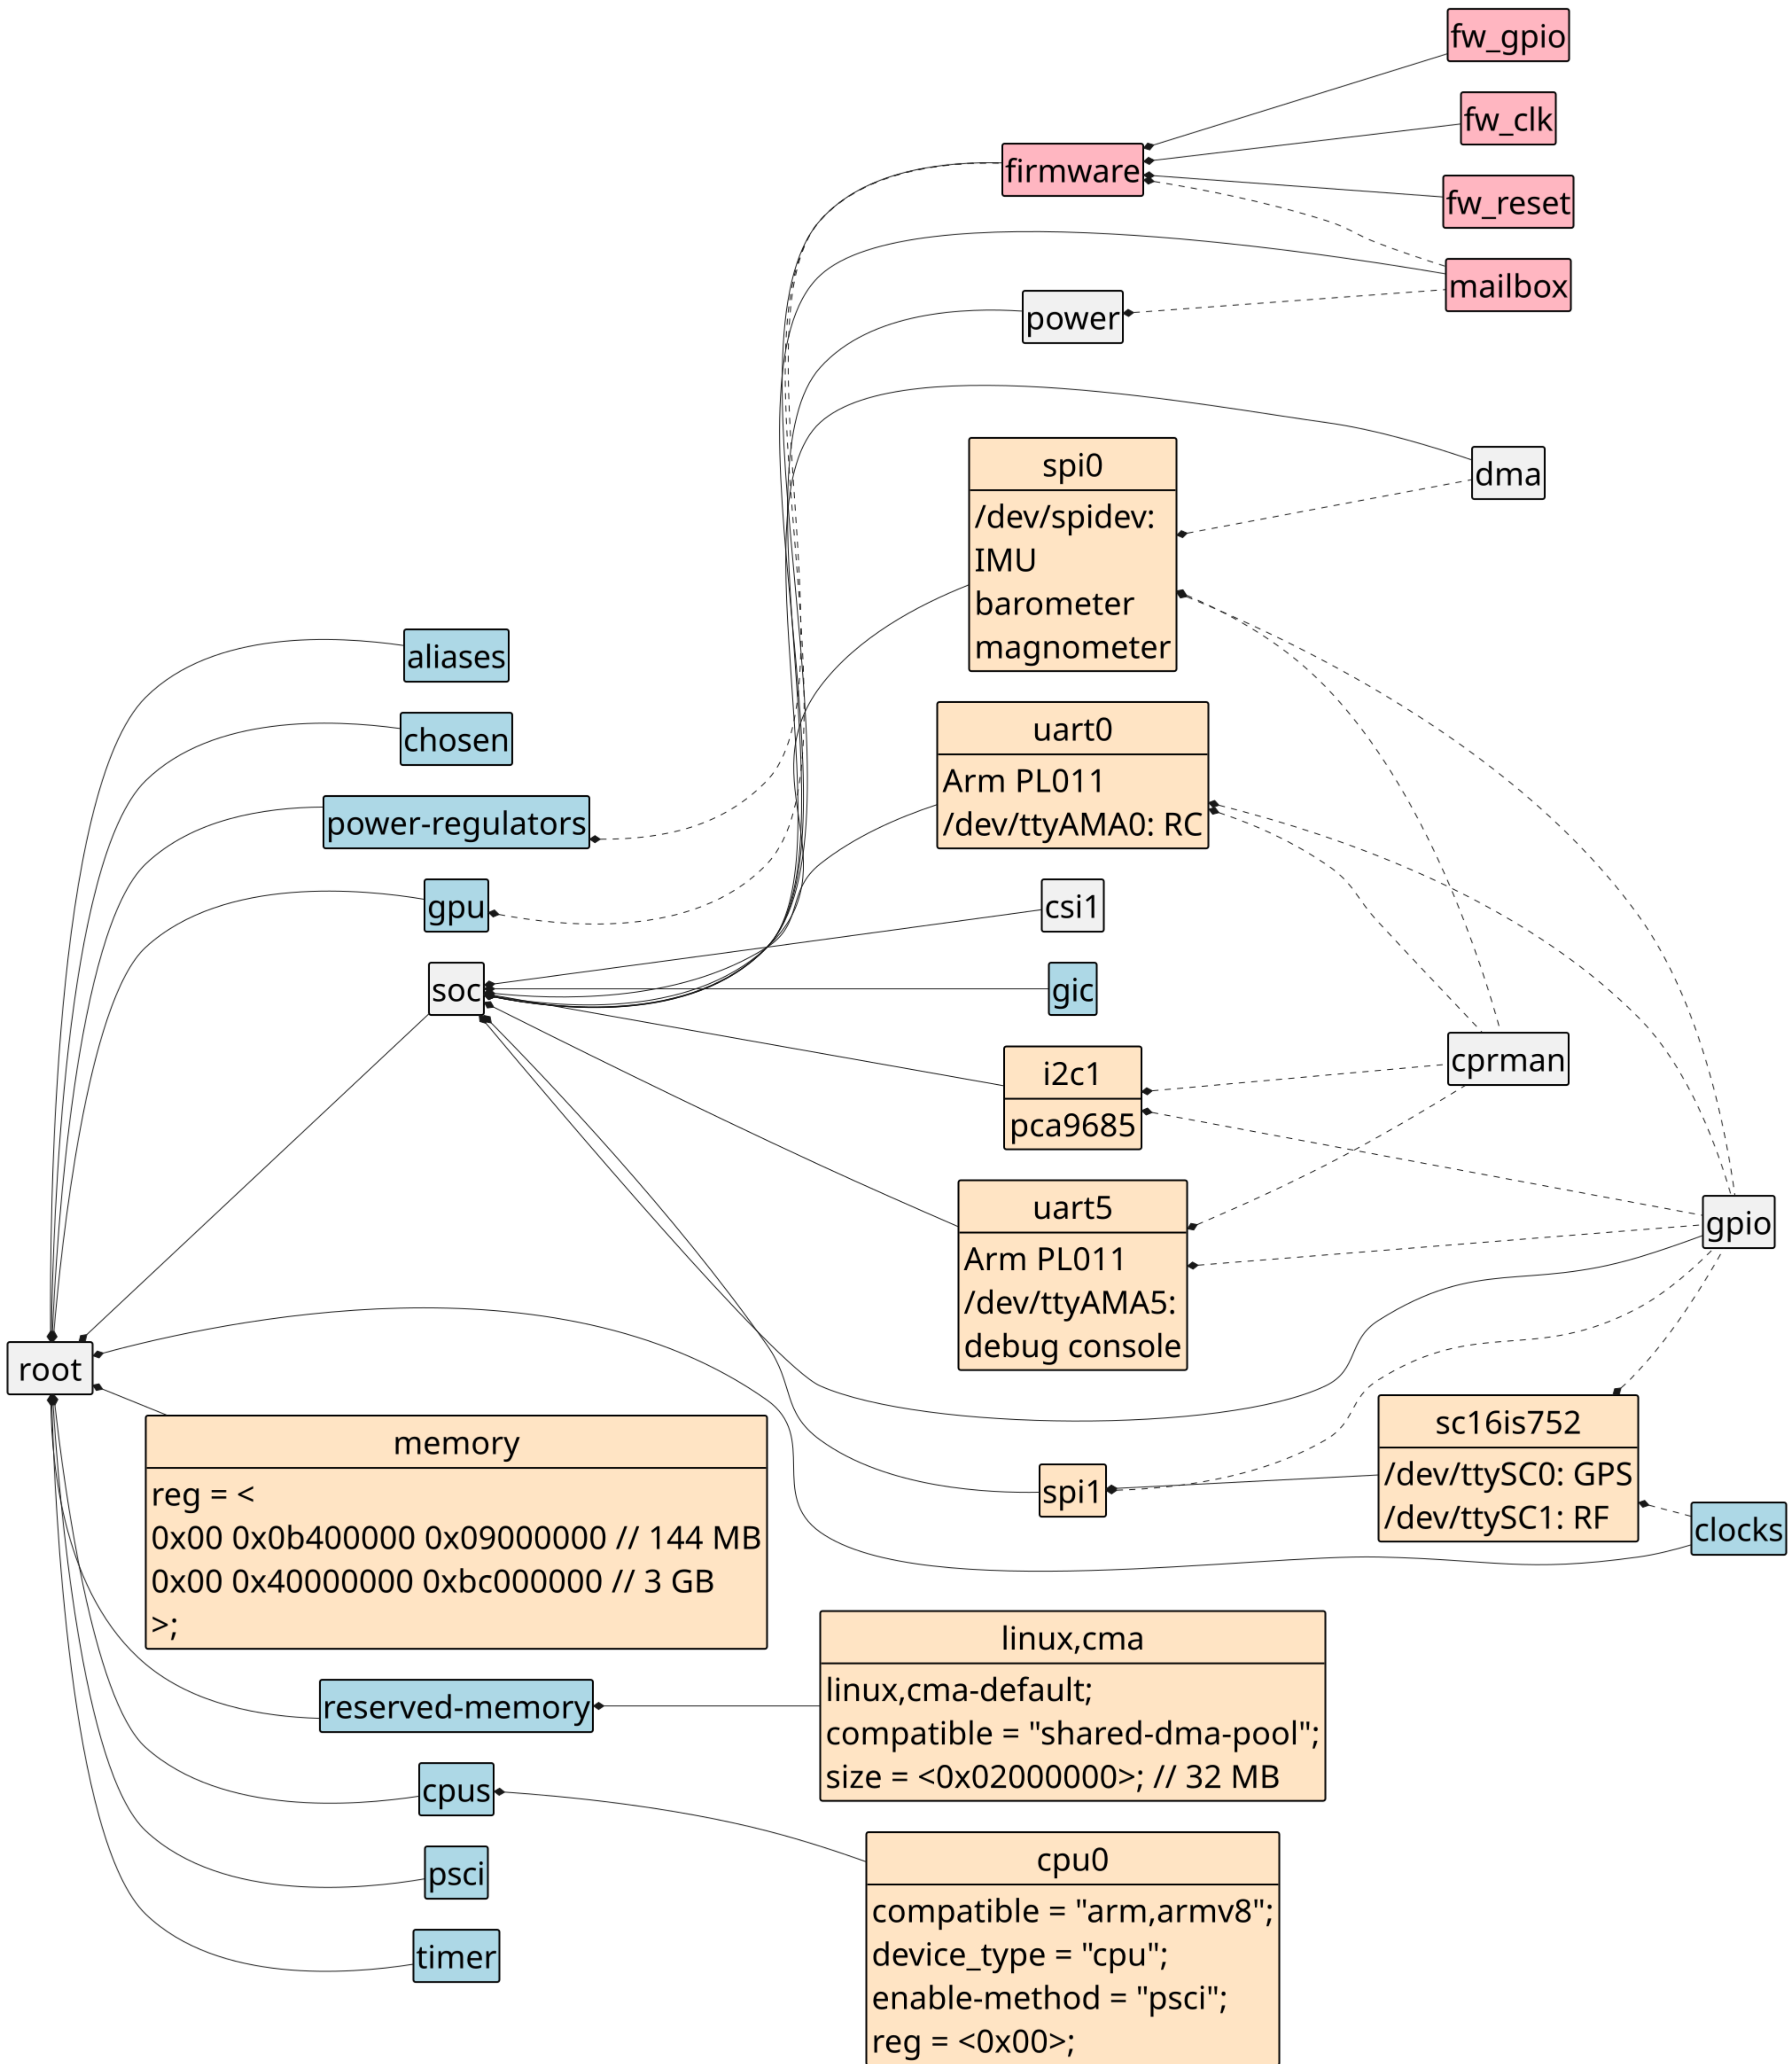 fw_gpio
fw_clk
firmware
fw_reset
mailbox
power
spi0
/dev/spidev:
IMU
barometer
magnometer
dma
aliases
chosen
uart0
Arm PL011
/dev/ttyAMA0: RC
power-regulators
gpu
csi1
soc
gic
i2c1
pca9685
cprman
uart5
Arm PL011
/dev/ttyAMA5:
debug console
gpio
root
memory
reg = <
0x00 0x0b400000 0x09000000 // 144 MB
0x00 0x40000000 0xbc000000 // 3 GB
>;
spi1
sc16is752
/dev/ttySC0: GPS
/dev/ttySC1: RF
clocks
reserved-memory
linux,cma
linux,cma-default;
compatible = "shared-dma-pool";
size = <0x02000000>; // 32 MB
cpus
psci
timer
cpu0
compatible = "arm,armv8";
device_type = "cpu";
enable-method = "psci";
reg = <0x00>;